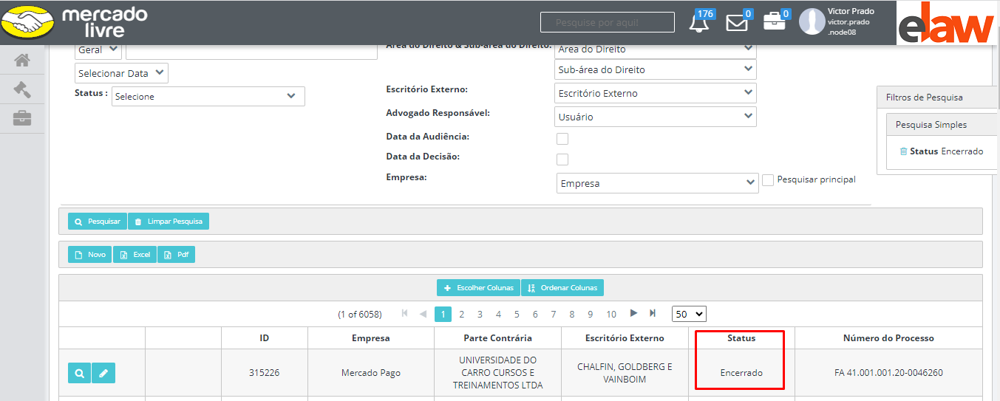 mercado
livre
Pesquise por aqui!
176
0
0
Victor Prado
victor.prado
.node08
elaw
Geral
Área do Direito & Sub-área do Direito:
Área do Direito
Selecionar Data
Sub-área do Direito
Status :
Selecione
Escritório Externo:
Escritório Externo
Filtros de Pesquisa
Advogado Responsável:
Usuário
Pesquisa Simples
Data da Audiência:
Status Encerrado
Data da Decisão:
Empresa:
Empresa
Pesquisar principal
Pesquisar
Limpar Pesquisa
Novo
Excel
Pdf
Escolher Colunas
Ordenar Colunas
(1 of 6058)
1 2 3 4 5 6 7 8 9 10
50
ID Empresa Parte Contrária Escritório Externo Status Número do Processo
315226
Mercado Pago
UNIVERSIDADE DO
CARRO CURSOS E
TREINAMENTOS LTDA
CHALFIN, GOLDBERG E
VAINBOIM
Encerrado
FA 41.001.001.20-0046260